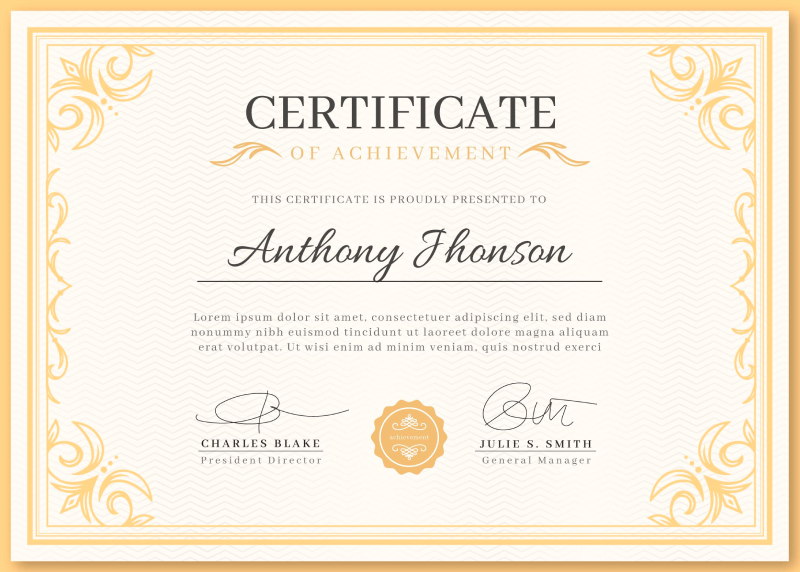 CERTIFICATE
OF ACHIEVEMENT
THIS CERTIFICATE IS PROUDLY PRESENTED TO
Anthony Jhonson
Lorem ipsum dolor sit amet, consectetuer adipiscing elit, sed diam
nonummy nibh euismod tincidunt ut laoreet dolore magna aliquam
erat volutpat. Ut wisi enim ad minim veniam, quis nostrud exerci
CHARLES BLAKE
President Director
achievement
JULIE S. SMITH
General Manager